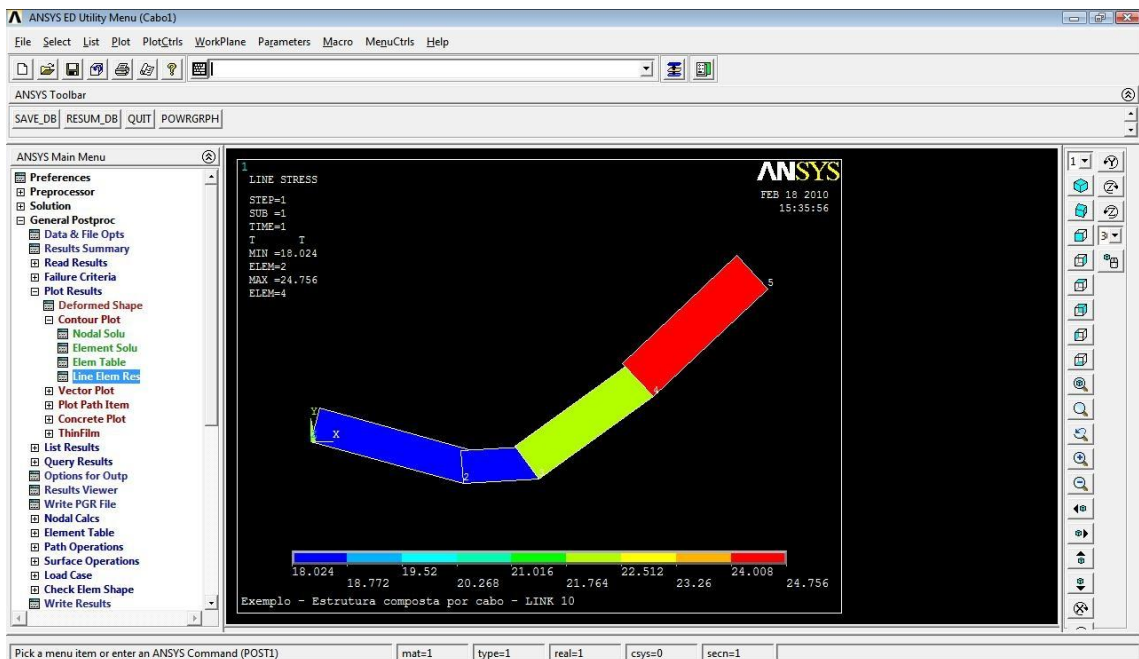 ANSYS ED Utility Menu (Cabo1)
File Select List Plot PlotCtrls WorkPlane Parameters Macro MenuCtrls Help
ANSYS Toolbar
SAVE_DB RESUM_DB QUIT POWRGRPH
ANSYS Main Menu
Preferences
Preprocessor
Solution
General Postproc
Data & File Opts
Results Summary
Read Results
Failure Criteria
Plot Results
Deformed Shape
Contour Plot
Nodal Solu
Element Solu
Elem Table
Line Elem Res
Vector Plot
Plot Path Item
Concrete Plot
ThinFilm
List Results
Query Results
Options for Outp
Results Viewer
Write PGR File
Nodal Calcs
Element Table
Path Operations
Surface Operations
Load Case
Check Elem Shape
Write Results
1
LINE STRESS
STEP=1
SUB =1
TIME=1
T T
MIN =18.024
ELEM=2
MAX =24.756
ELEM=4
ANSYS
FEB 18 2010
15:35:56
5
4
Y
X
2
18.024 19.52 21.016 22.512 24.008
18.772 20.268 21.764 23.26 24.756
Exemplo - Estrutura composta por cabo - LINK 10
1
Pick a menu item or enter an ANSYS Command (POST1) mat=1 type=1 real=1 csys=0 secn=1